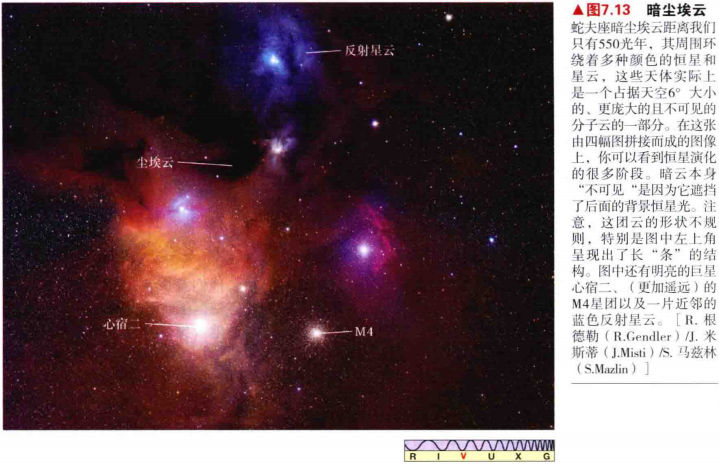 反射星云
尘埃云
心宿二
M4
R I V U X G
▲图7.13 暗尘埃云
蛇夫座暗尘埃云距离我们
只有550光年，其周围环
绕着多种颜色的恒星和
星云，这些天体实际上
是一个占据天空6° 大小
的、更庞大的且不可见的
分子云的一部分。在这张
由四幅图拼接而成的图像
上，你可以看到恒星演化
的很多阶段。暗云本身
“不可见“是因为它遮挡
了后面的背景恒星光。注
意，这团云的形状不规
则，特别是图中左上角
呈现出了长“条”的结
构。图中还有明亮的巨星
心宿二、（更加遥远）的
M4星团以及一片近邻的
蓝色反射星云。［R. 根
德勒（R.Gendler）/J. 米
斯蒂（J.Misti）/S. 马兹林
（S.Mazlin）］